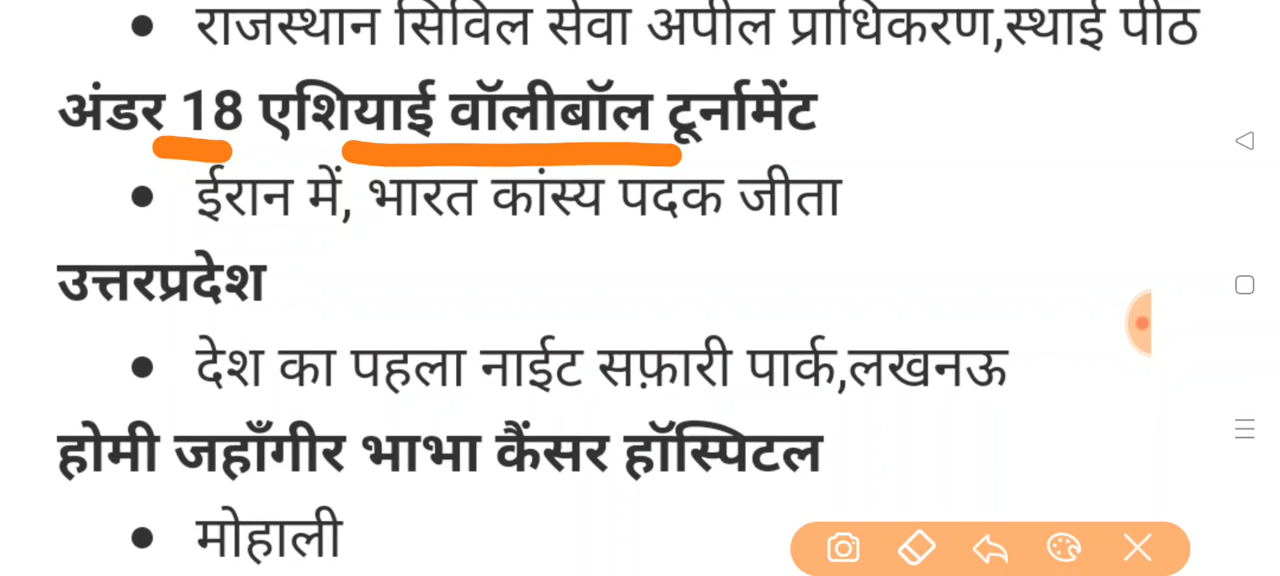 • राजस्थान सिविल सेवा अपील प्राधिकरण,स्थाई पीठ
अंडर 18 एशियाई वॉलीबॉल टूर्नामेंट
• ईरान में, भारत कांस्य पदक जीता
उत्तरप्रदेश
• देश का पहला नाईट सफ़ारी पार्क,लखनऊ
होमी जहाँगीर भाभा कैंसर हॉस्पिटल
• मोहाली